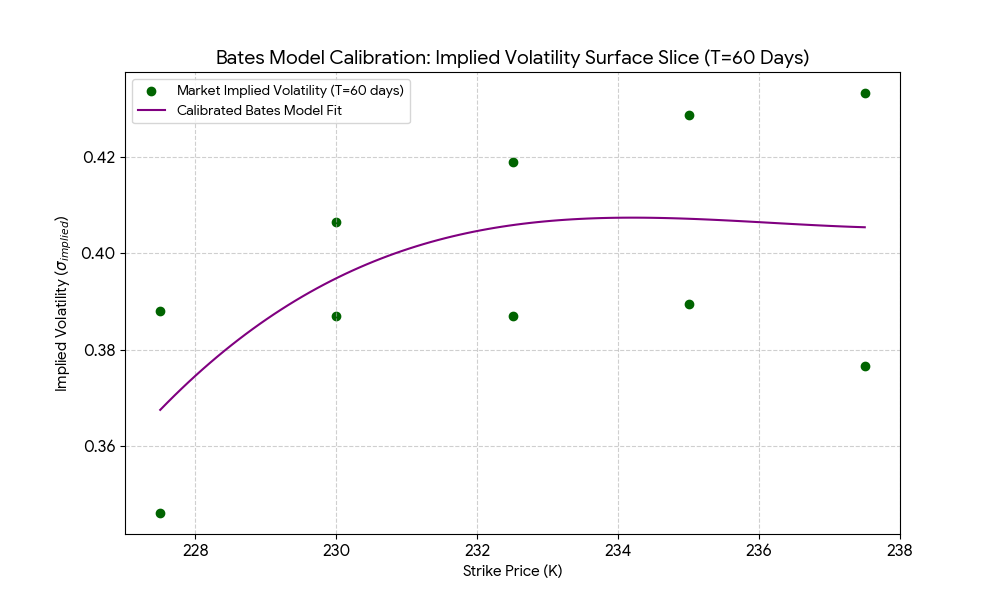 Bates Model Calibration: Implied Volatility Surface Slice (T=60 Days)
Market Implied Volatility (T=60 days)
Calibrated Bates Model Fit
Implied Volatility (σimplied)
0.42
0.40
0.38
0.36
228
230
232
234
236
238
Strike Price (K)